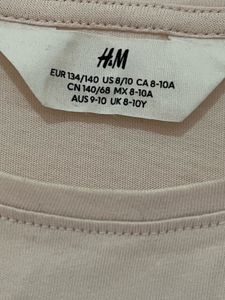 H&M
EUR 134/140 US 8/10 CA 8-10A
CN 140/68 MX 8-10A
AUS 9-10 UK 8-10Y